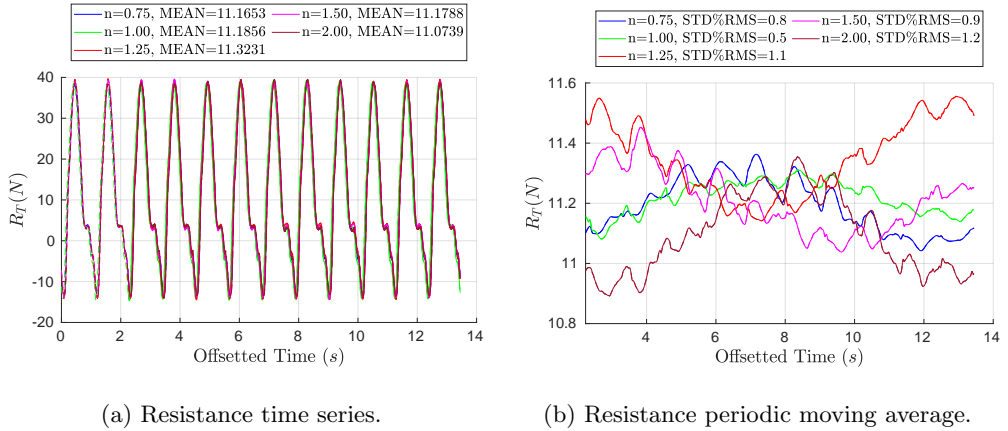 n=0.75, MEAN=11.1653 n=1.50, MEAN=11.1788
n=1.00, MEAN=11.1856 n=2.00, MEAN=11.0739
n=1.25, MEAN=11.3231
40
30
20
10
0
-10
-20
R_T(N)
0 2 4 6 8 10 12 14
Offsetted Time (s)
(a) Resistance time series.
n=0.75, STD%RMS=0.8 n=1.50, STD%RMS=0.9
n=1.00, STD%RMS=0.5 n=2.00, STD%RMS=1.2
n=1.25, STD%RMS=1.1
11.6
11.4
11.2
11
10.8
R_T(N)
4 6 8 10 12 14
Offsetted Time (s)
(b) Resistance periodic moving average.